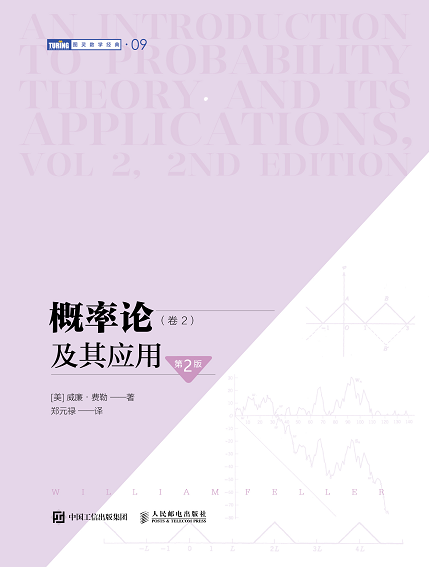 AN INTRODUCTION
TO PROBABILITY
THEORY AND ITS
APPLICATIONS,
VOL 2, 2ND EDITION
TURING 图灵数学经典 · 09
概率论（卷2）
及其应用 第2版
[美] 威廉·费勒——著
郑元禄——译
WILLIAM FELLER
中国工信出版集团 人民邮电出版社
POSTS & TELECOM PRESS